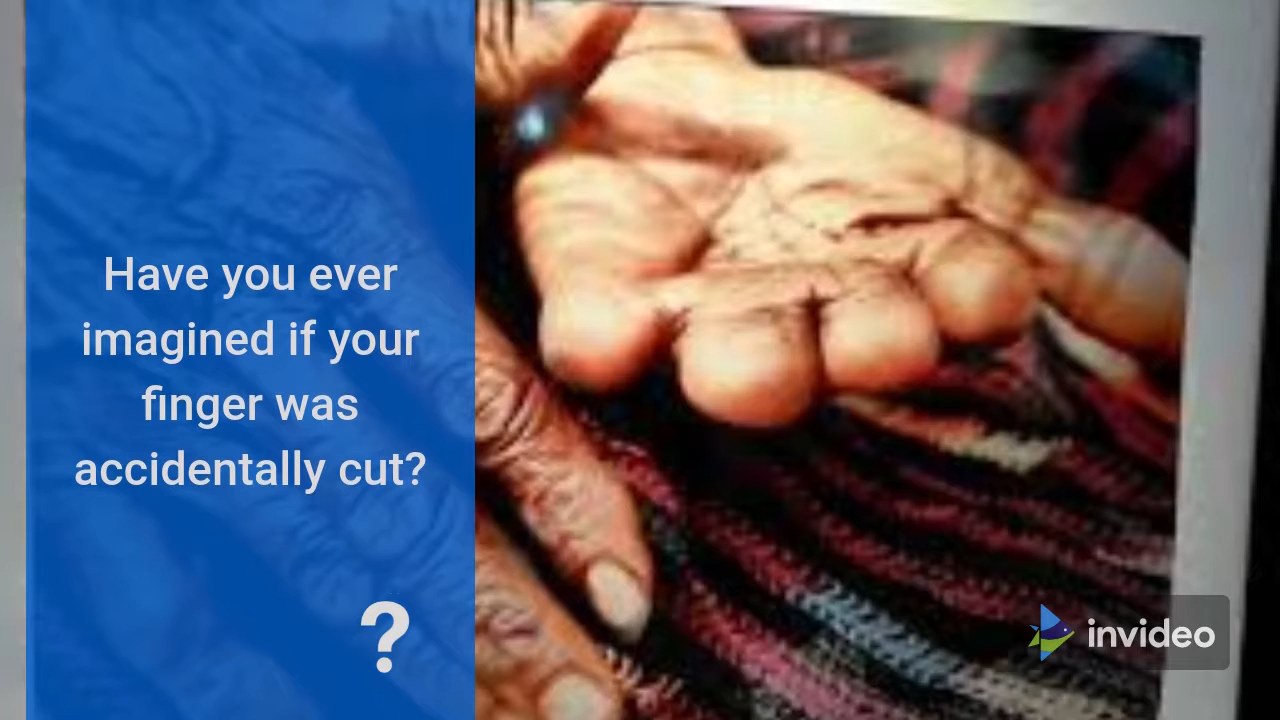 Have you ever
imagined if your
finger was
accidentally cut?
?
invideo